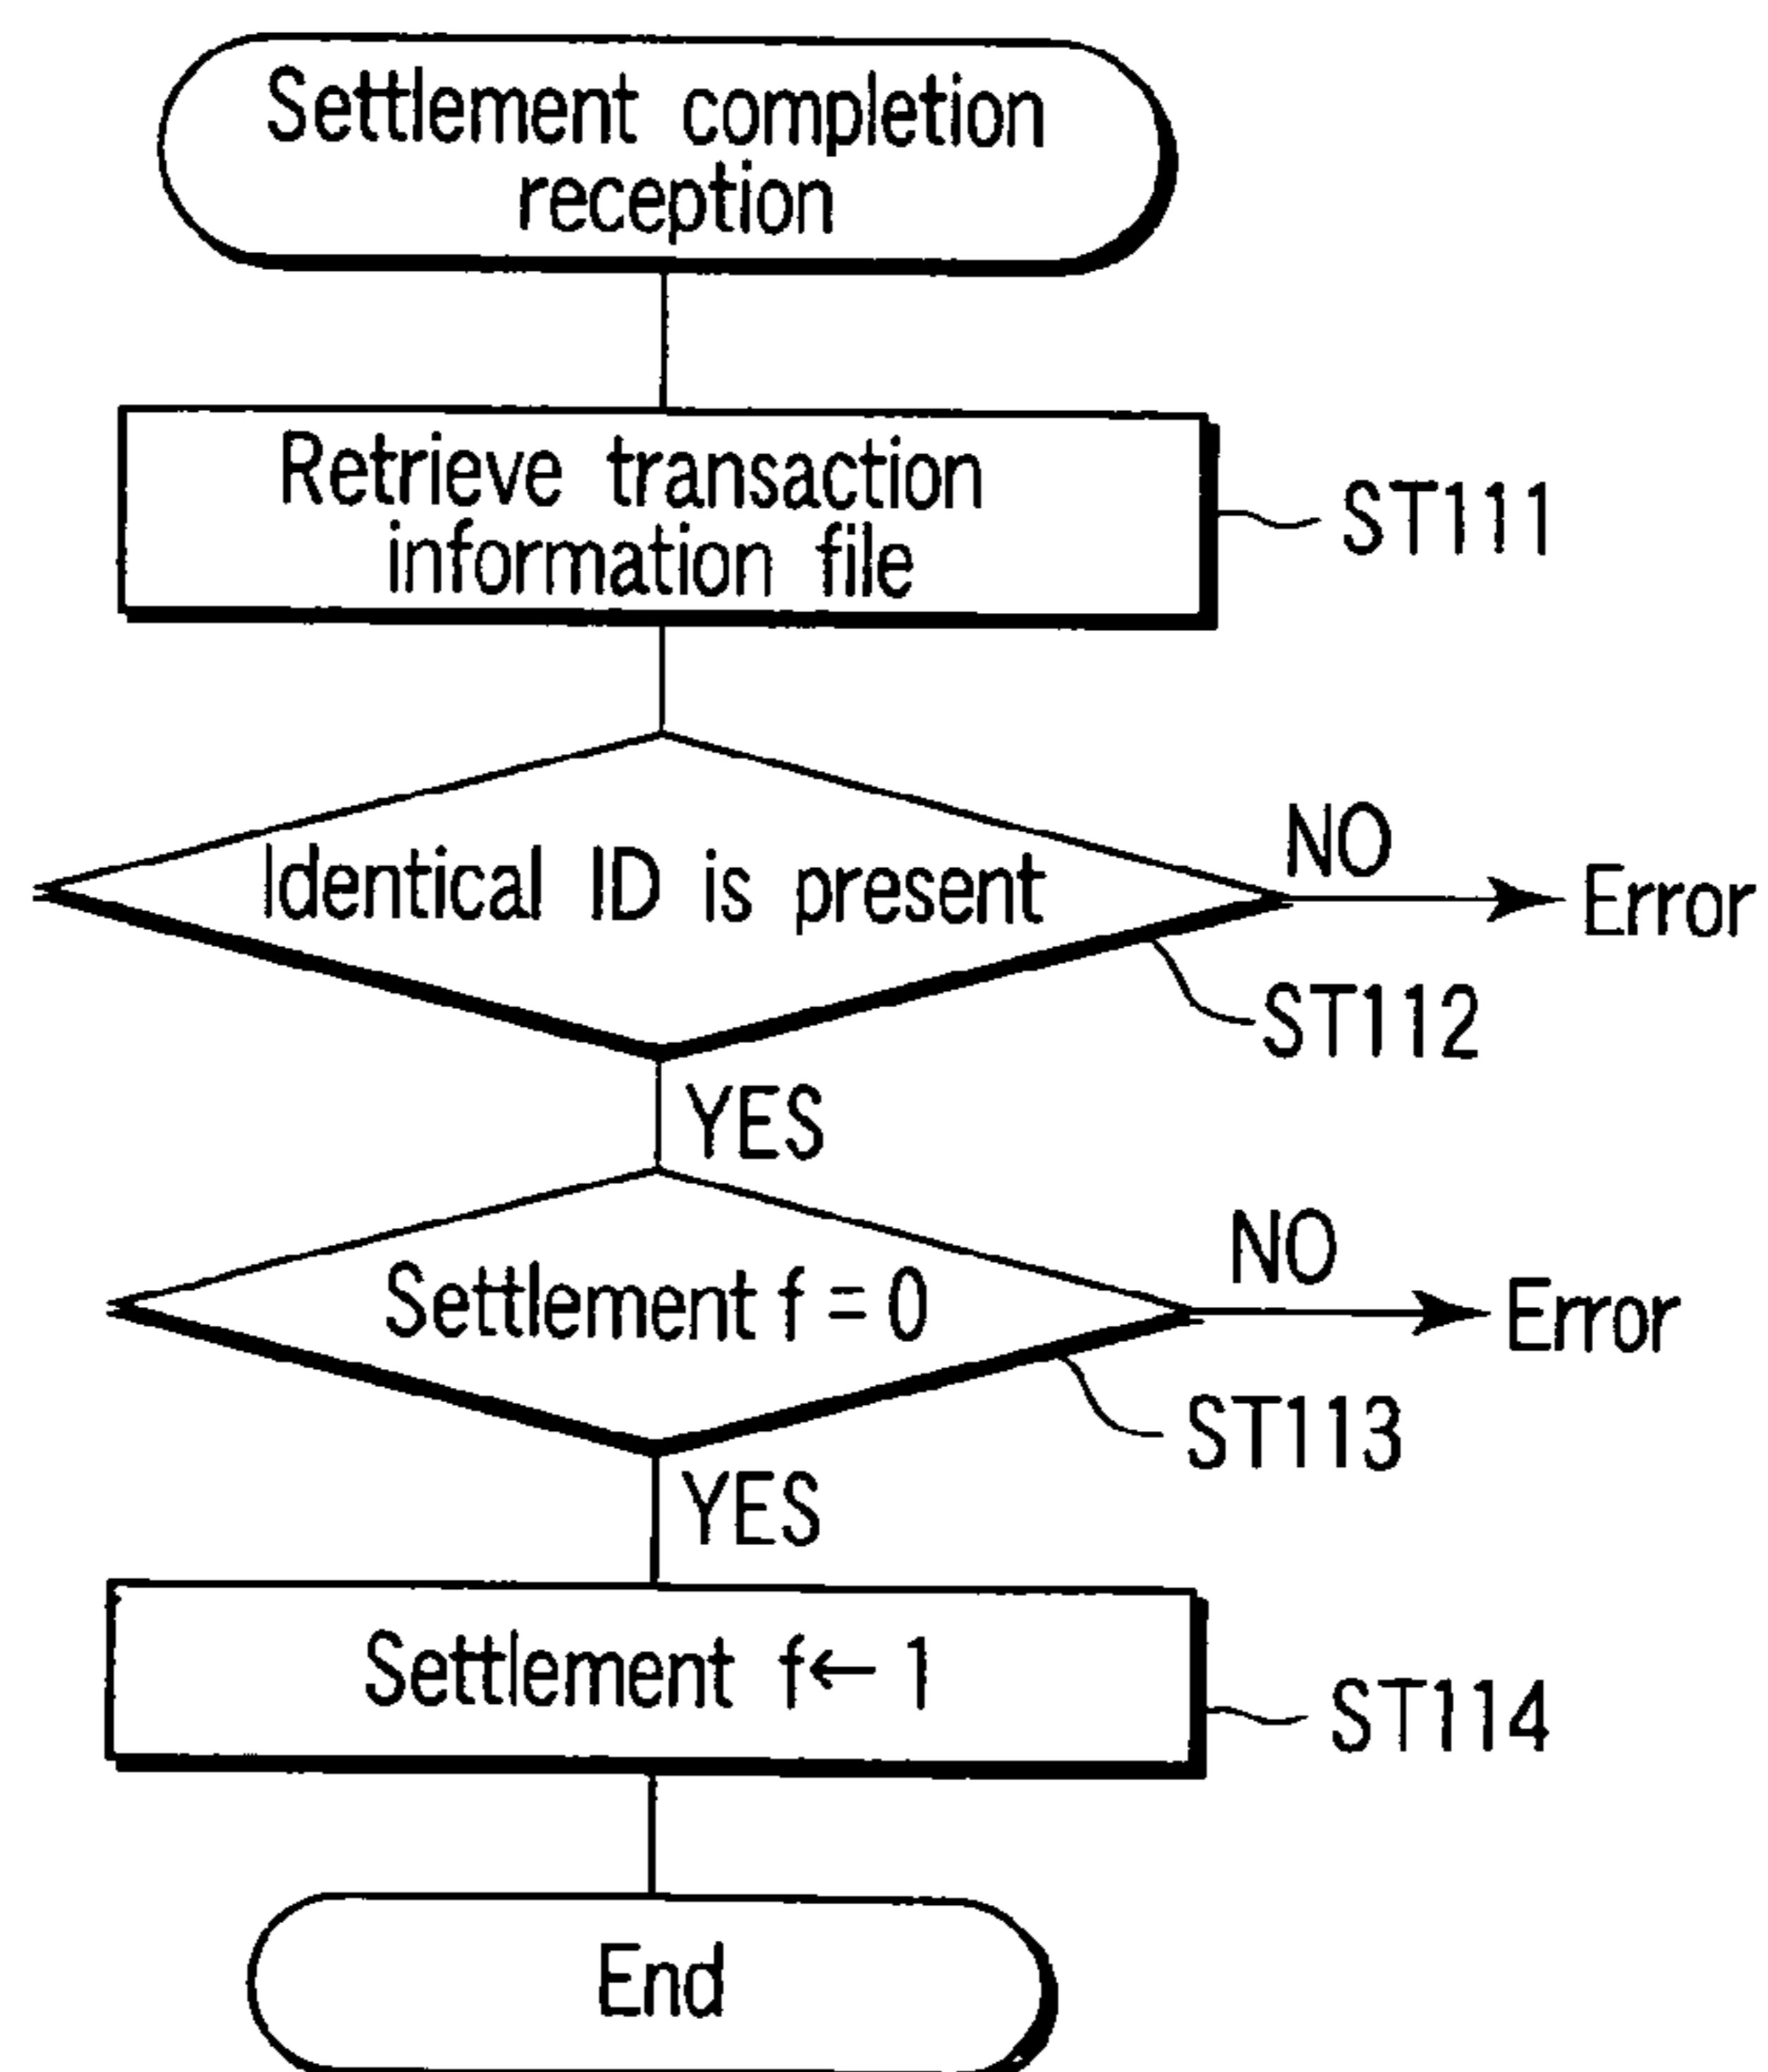 Settlement completion
reception
Retrieve transaction
information file
ST111
Identical ID is present
NO
Error
ST112
YES
Settlement f = 0
NO
Error
ST113
YES
Settlement f← 1
ST114
End